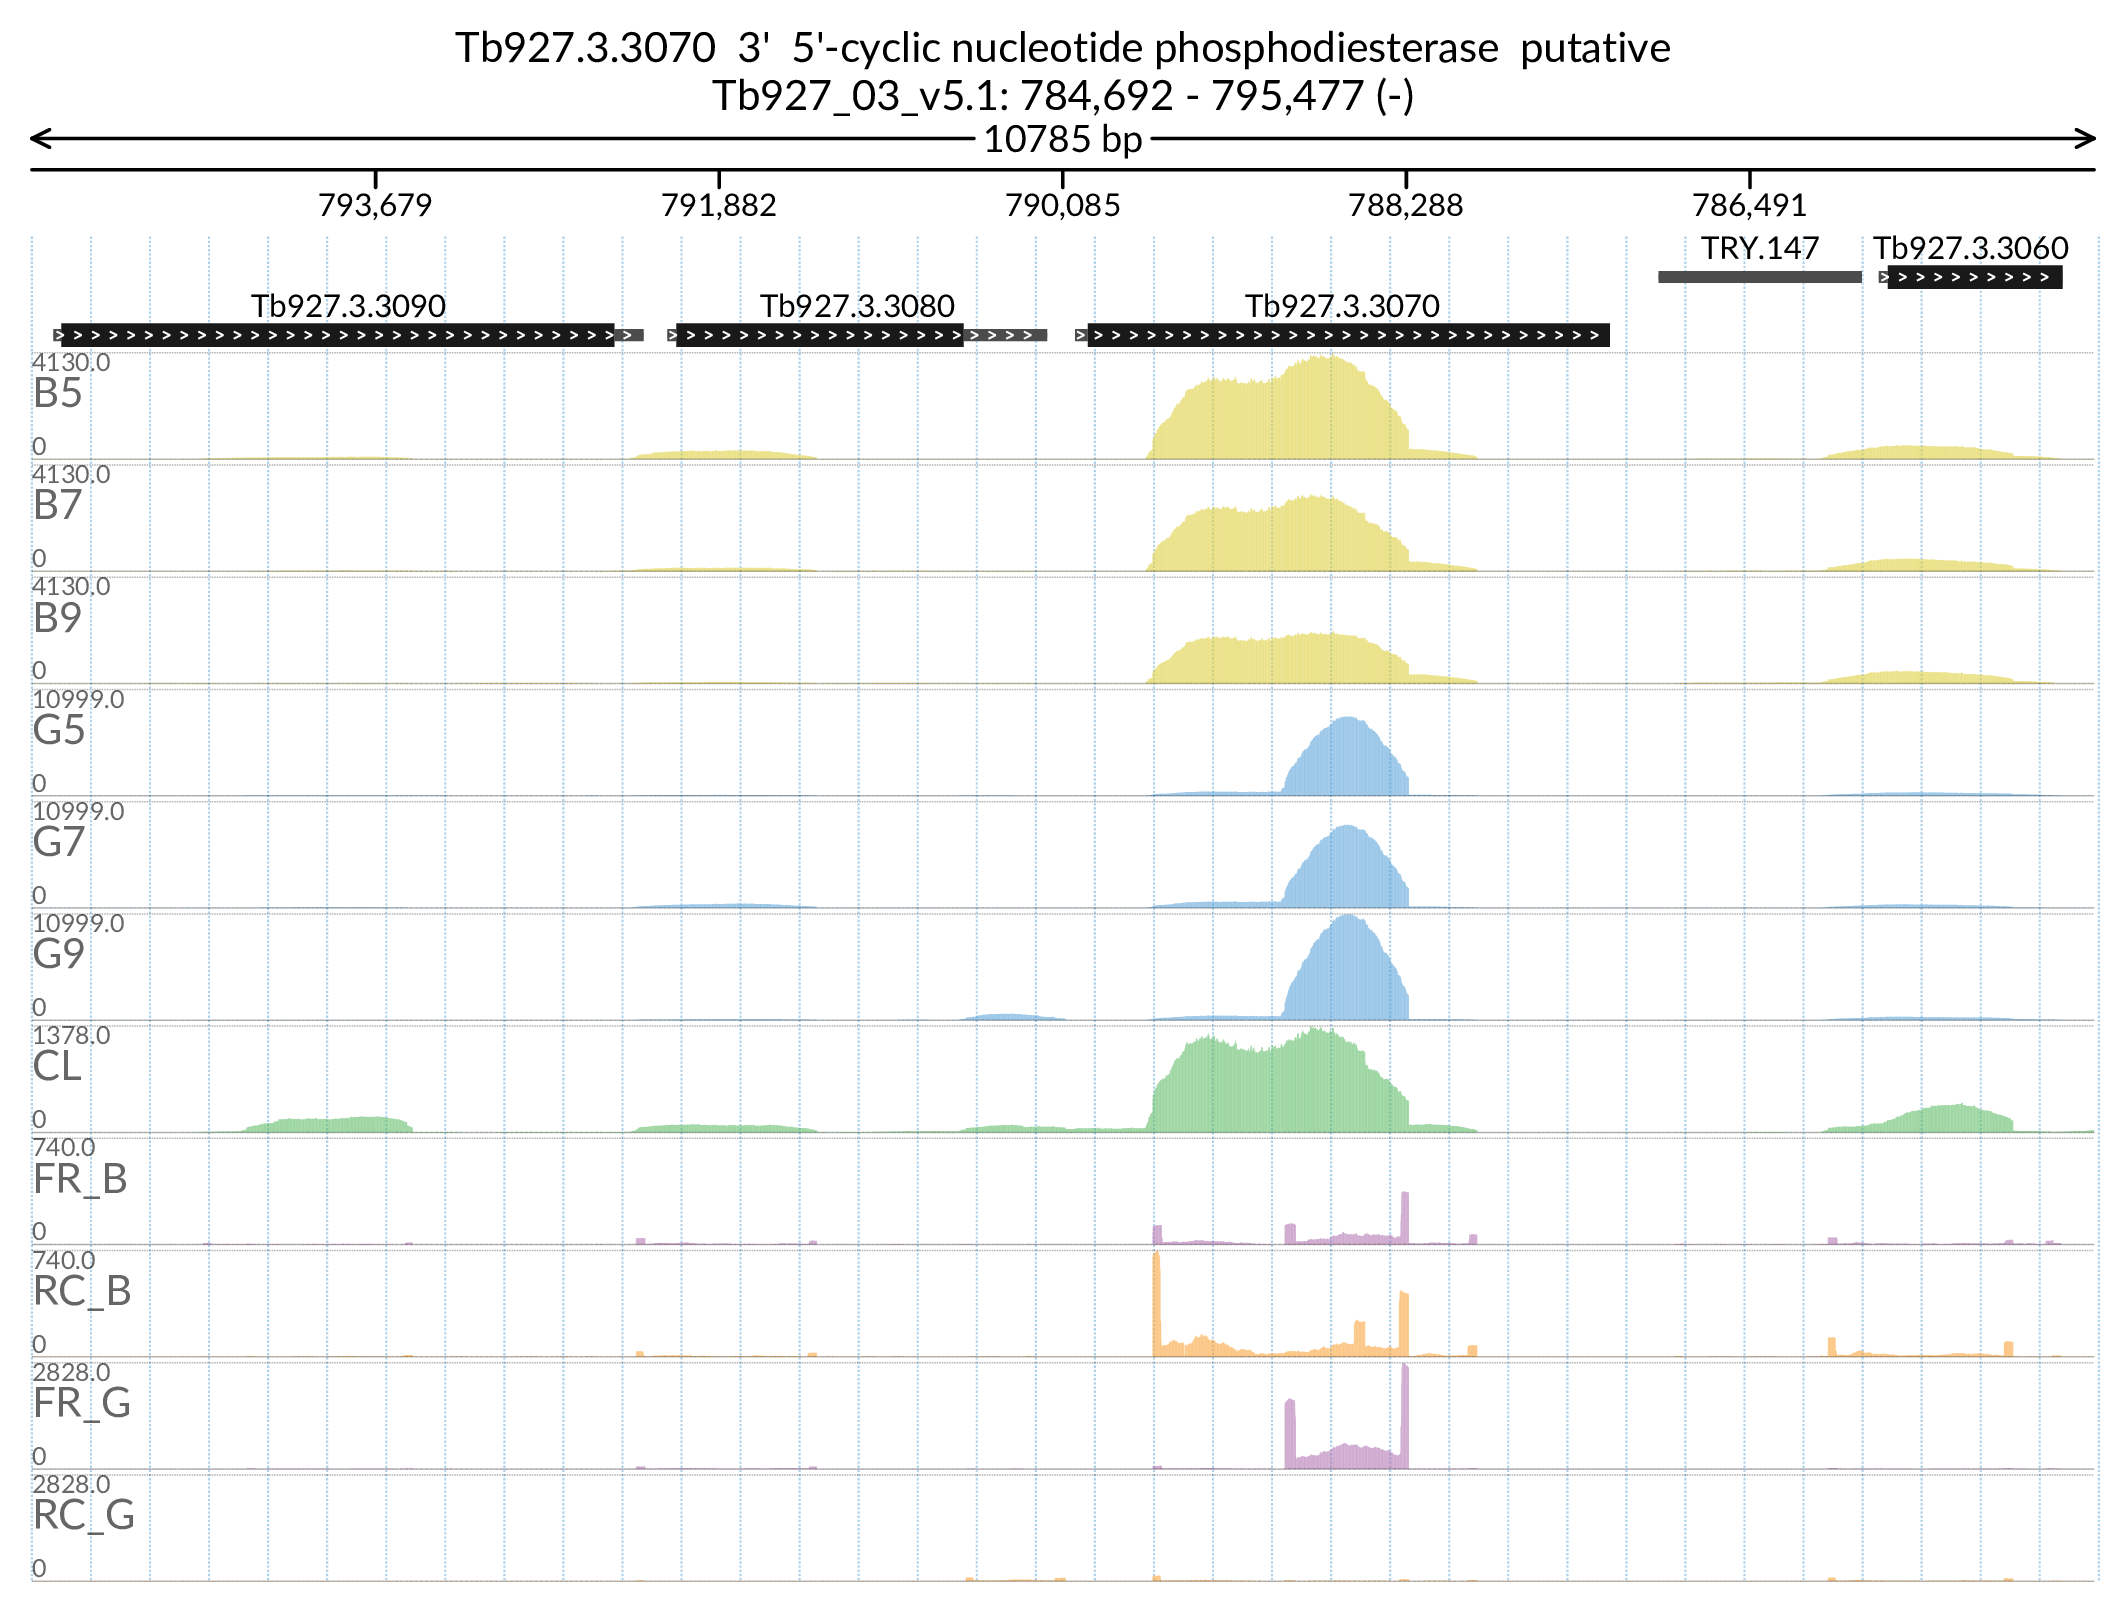 Tb927.3.3070  3'  5'-cyclic nucleotide phosphodiesterase  putative
Tb927_03_v5.1: 784,692 - 795,477 (-)
10785 bp
793,679 791,882 790,085 788,288 786,491
TRY.147 Tb927.3.3060
Tb927.3.3090 Tb927.3.3080 Tb927.3.3070
4130.0
B5
0
4130.0
B7
0
4130.0
B9
0
10999.0
G5
0
10999.0
G7
0
10999.0
G9
0
1378.0
CL
0
740.0
FR_B
0
740.0
RC_B
0
2828.0
FR_G
0
2828.0
RC_G
0